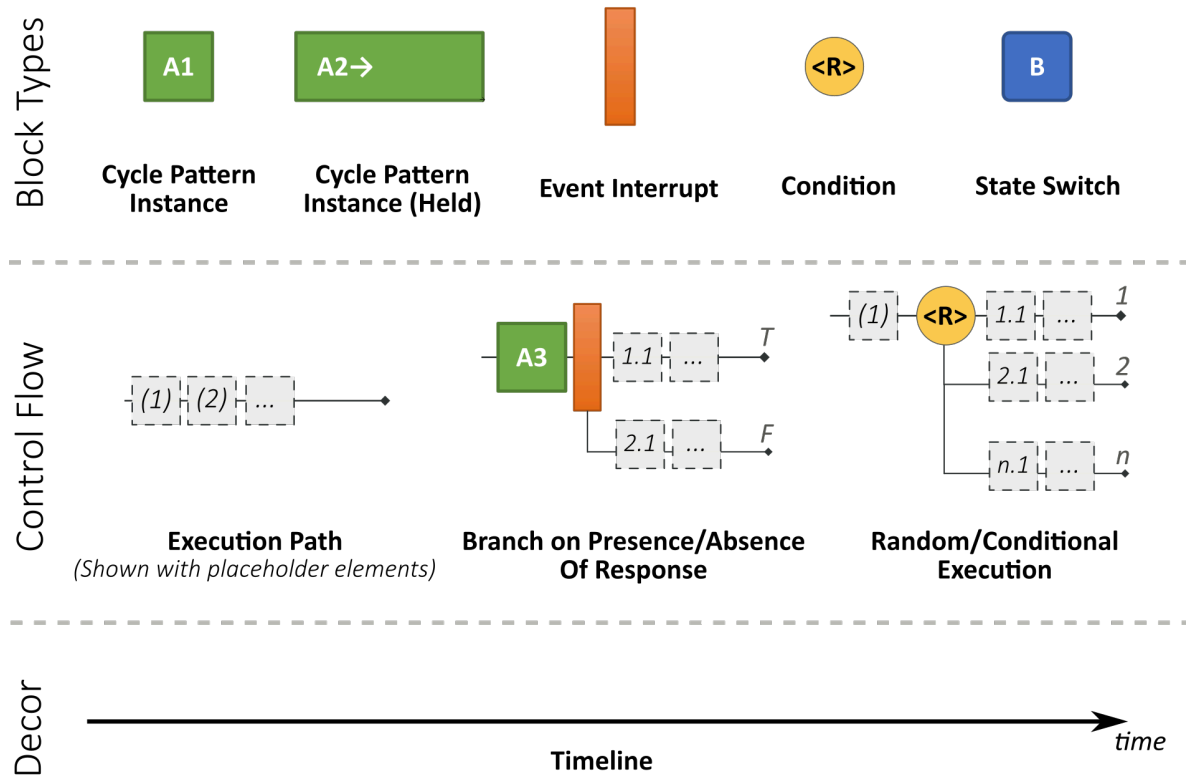 Block Types
A1
A2→
<R>
B
Cycle Pattern
Instance
Cycle Pattern
Instance (Held)
Event Interrupt
Condition
State Switch
Control Flow
(1)
(2)
...
Execution Path
(Shown with placeholder elements)
A3
1.1
...
T
2.1
...
F
Branch on Presence/Absence
Of Response
(1)
<R>
1.1
...
1
2.1
...
2
n.1
...
n
Random/Conditional
Execution
Decor
time
Timeline